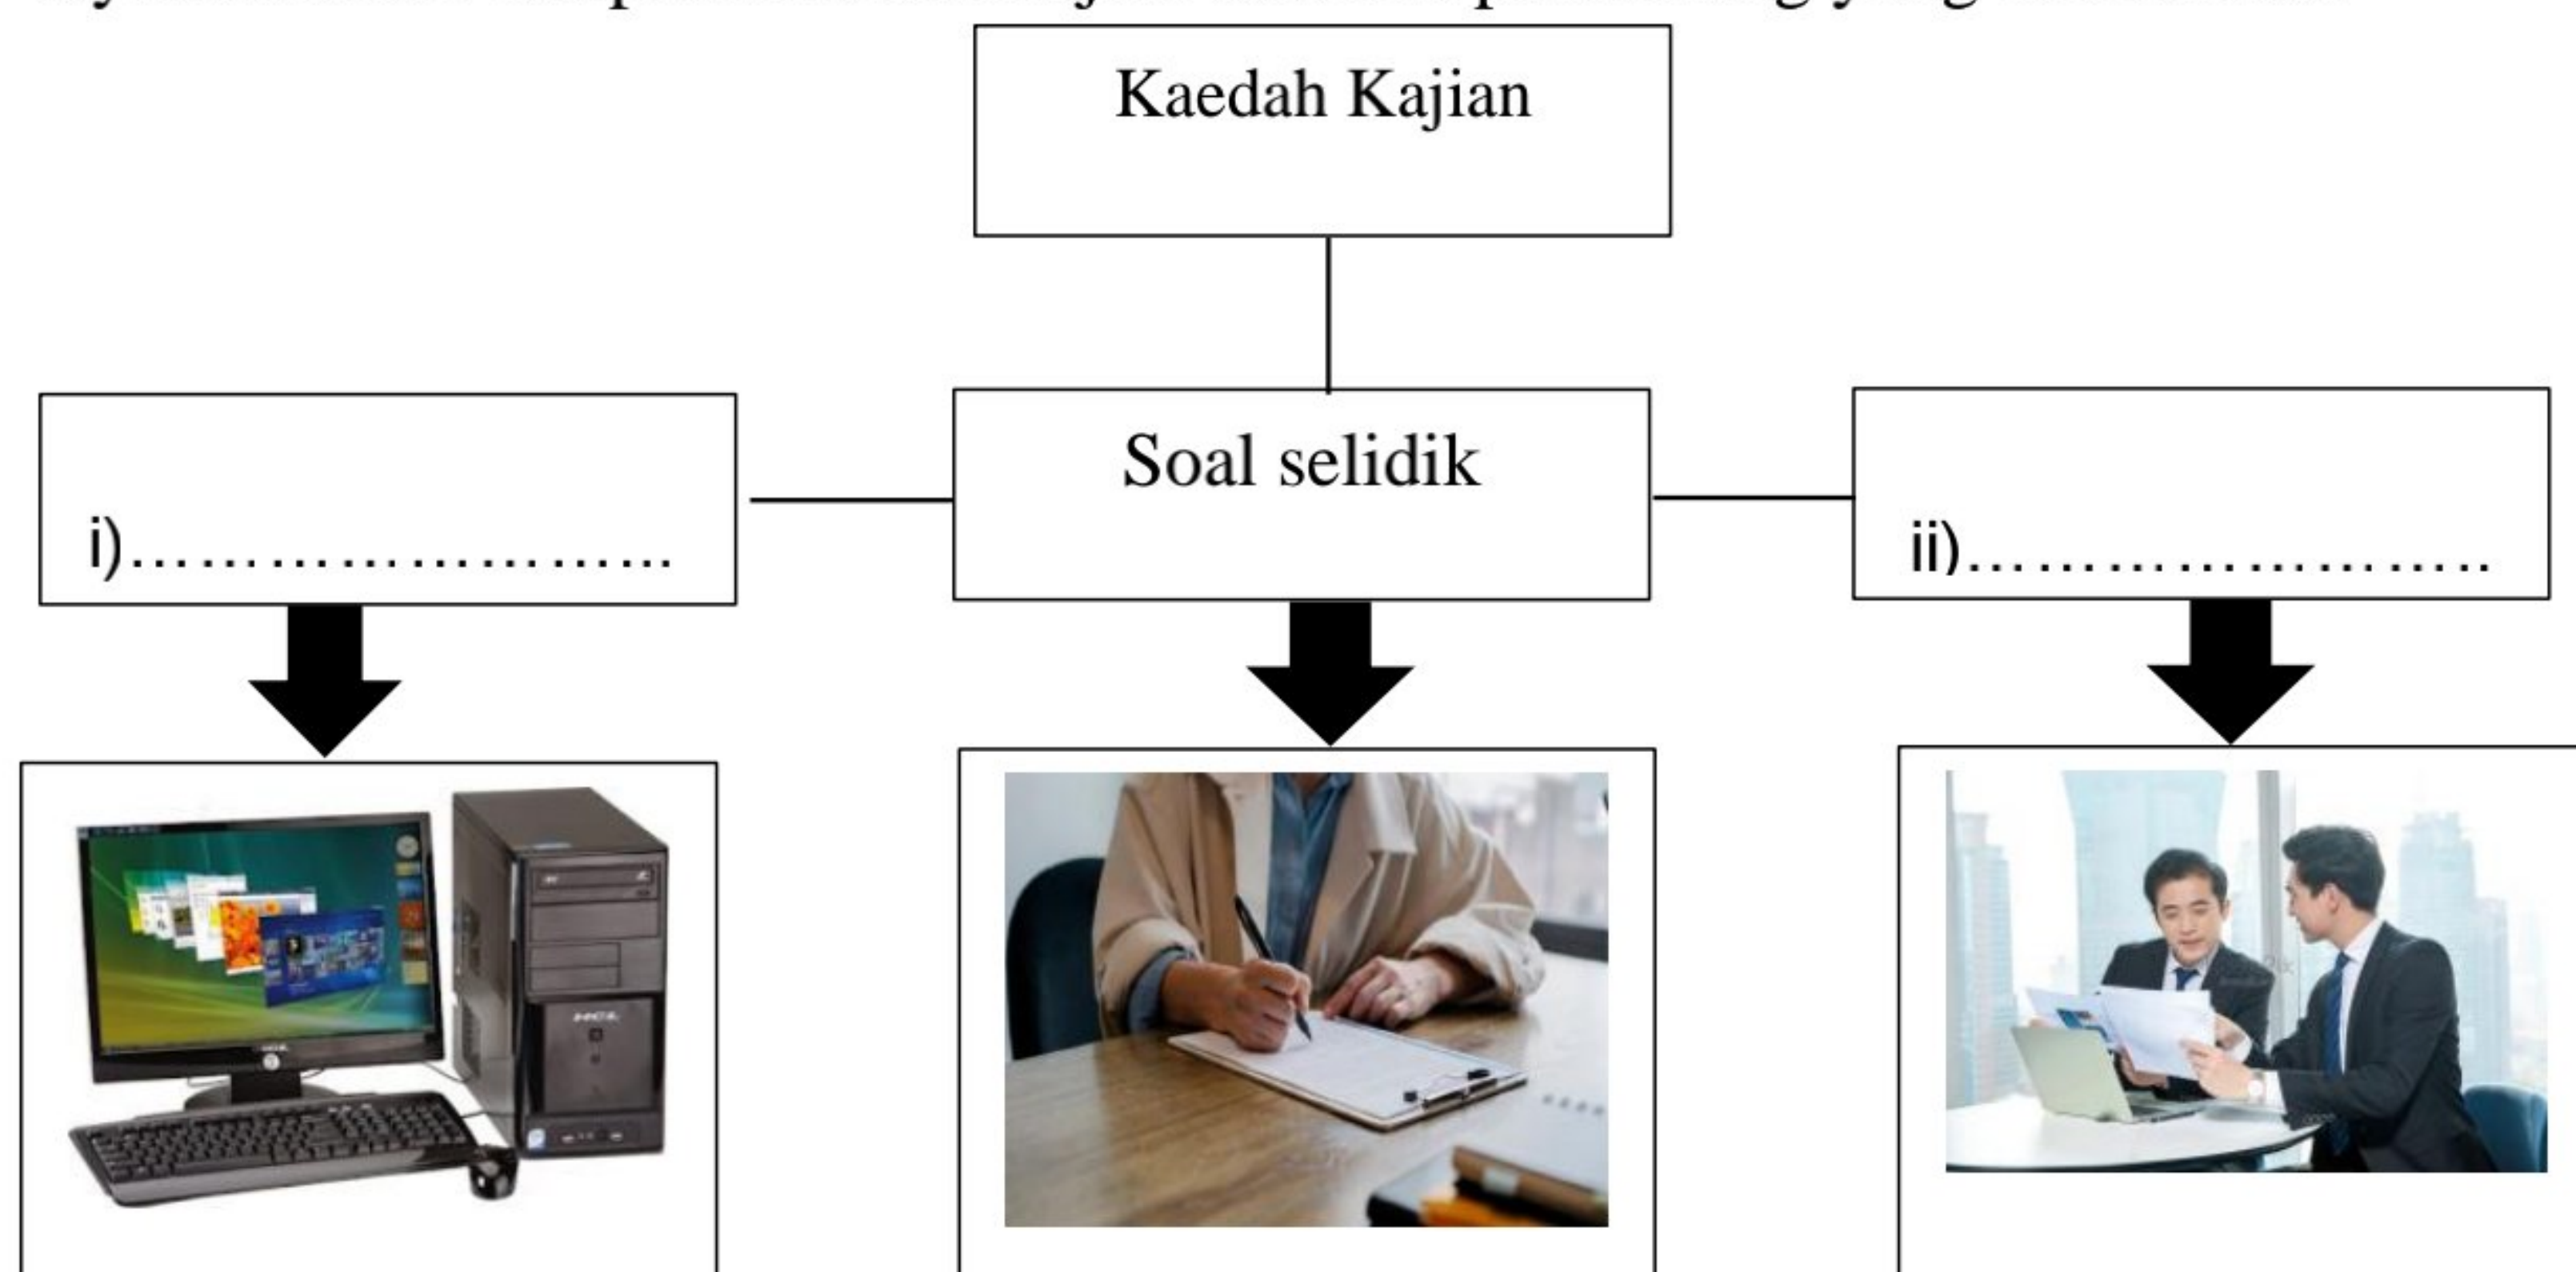 Kaedah Kajian
Soal selidik
i)……………………..
ii)…………………..